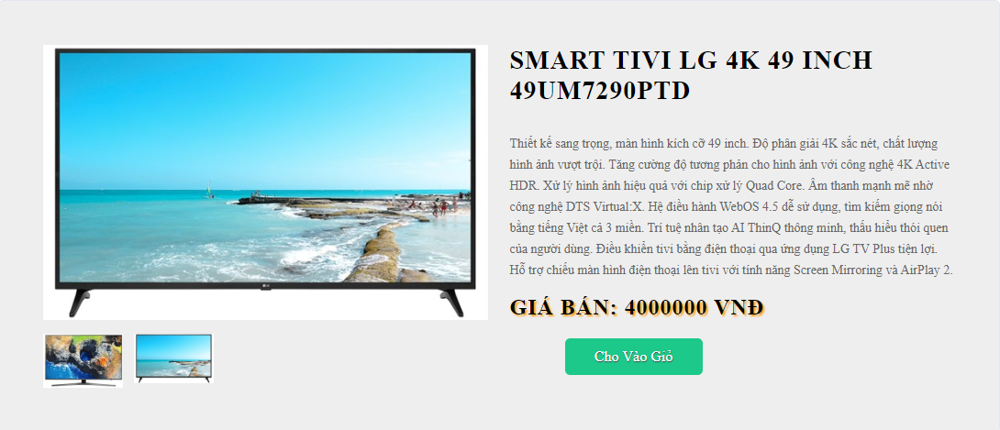 SMART TIVI LG 4K 49 INCH
49UM7290PTD
Thiết kế sang trọng, màn hình kích cỡ 49 inch. Độ phân giải 4K sắc nét, chất lượng
hình ảnh vượt trội. Tăng cường độ tương phản cho hình ảnh với công nghệ 4K Active
HDR. Xử lý hình ảnh hiệu quả với chip xử lý Quad Core. Âm thanh mạnh mẽ nhờ
công nghệ DTS Virtual:X. Hệ điều hành WebOS 4.5 dễ sử dụng, tìm kiếm giọng nói
bằng tiếng Việt cả 3 miền. Trí tuệ nhân tạo AI ThinQ thông minh, thấu hiểu thói quen
của người dùng. Điều khiển tivi bằng điện thoại qua ứng dụng LG TV Plus tiện lợi.
Hỗ trợ chiếu màn hình điện thoại lên tivi với tính năng Screen Mirroring và AirPlay 2.
GIÁ BÁN: 4000000 VNĐ
Cho Vào Giỏ